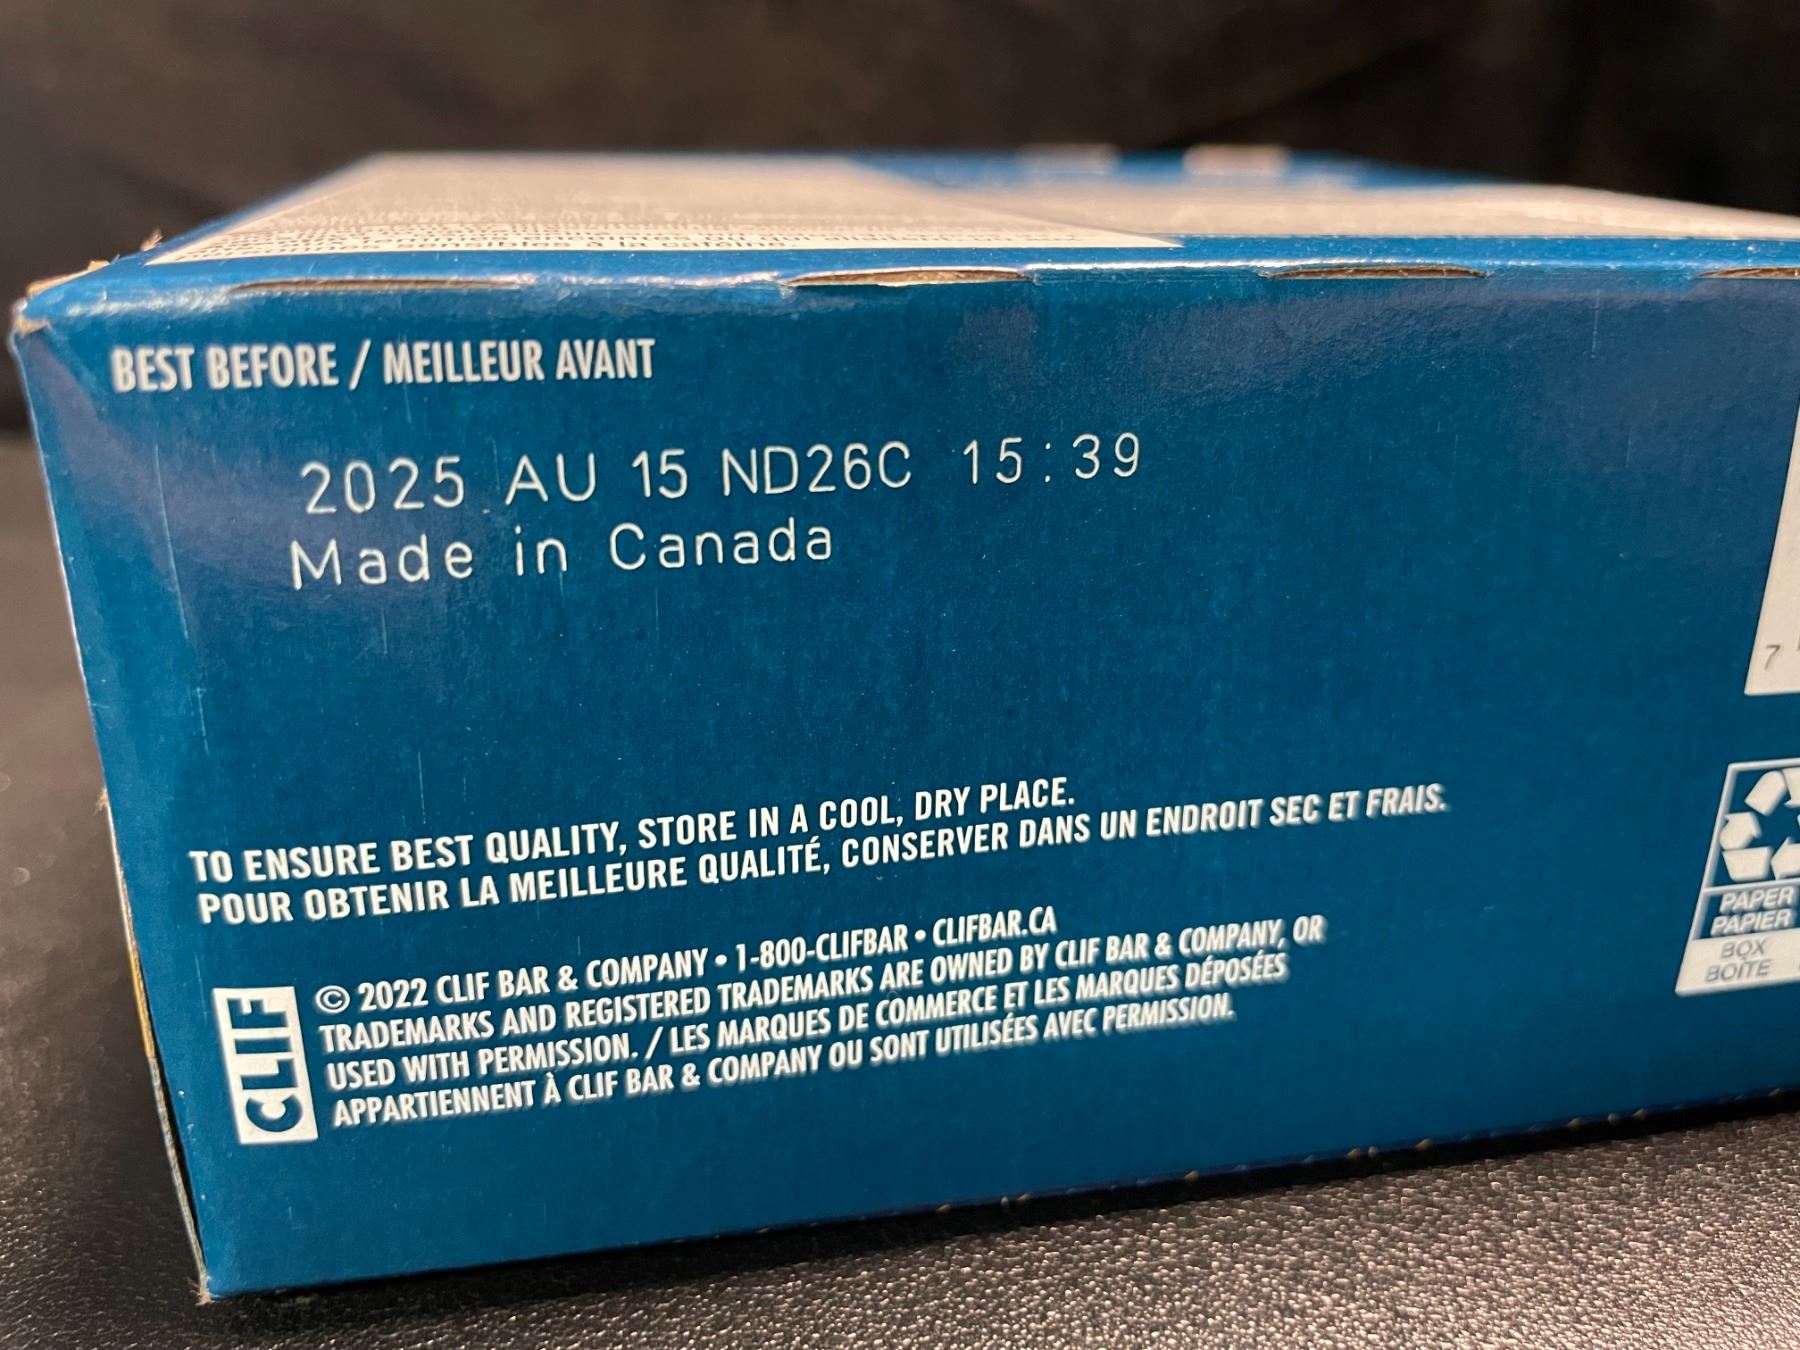 sensibles à la caféine.
BEST BEFORE / MEILLEUR AVANT
2025 AU 15 ND26C 15:39
Made in Canada
TO ENSURE BEST QUALITY, STORE IN A COOL, DRY PLACE.
POUR OBTENIR LA MEILLEURE QUALITÉ, CONSERVER DANS UN ENDROIT SEC ET FRAIS.
CLIF
© 2022 CLIF BAR & COMPANY • 1-800-CLIFBAR • CLIFBAR.CA
TRADEMARKS AND REGISTERED TRADEMARKS ARE OWNED BY CLIF BAR & COMPANY, OR
USED WITH PERMISSION. / LES MARQUES DE COMMERCE ET LES MARQUES DÉPOSÉES
APPARTIENNENT À CLIF BAR & COMPANY OU SONT UTILISÉES AVEC PERMISSION.
7
PAPER
PAPIER
BOX
BOÎTE